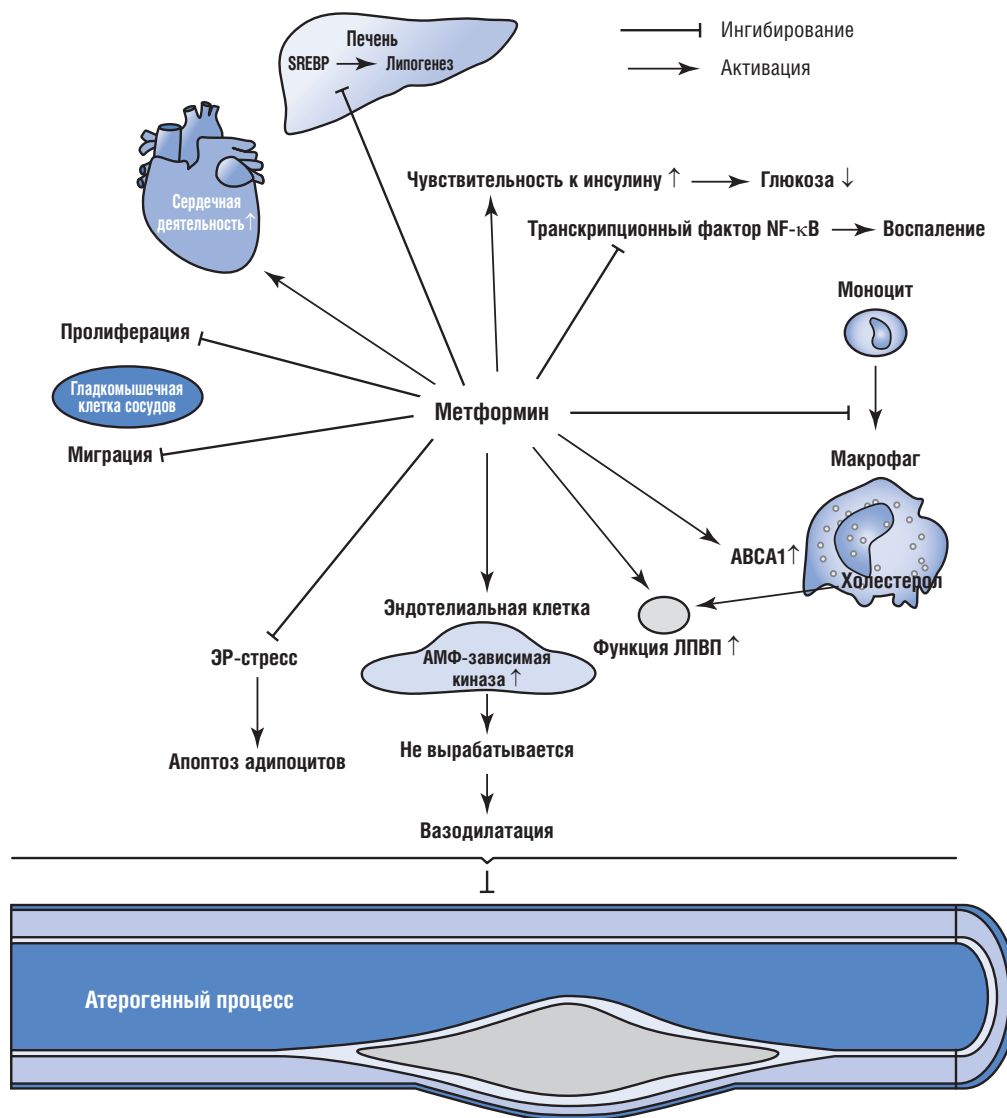 Печень
SREBP → Липогенез
Ингибирование
Активация
Сердечная
деятельность ↑
Чувствительность к инсулину ↑ → Глюкоза ↓
Транскрипционный фактор NF-κB → Воспаление
Моноцит
Пролиферация
Гладкомышечная
клетка сосудов
Миграция
Метформин
Макрофаг
ABCA1 ↑
Холестерол
Функция ЛПВП ↑
Эндотелиальная клетка
АМФ-зависимая
киназа ↑
ЭР-стресс
Не вырабатывается
Апоптоз адипоцитов
Вазодилатация
Атерогенный процесс